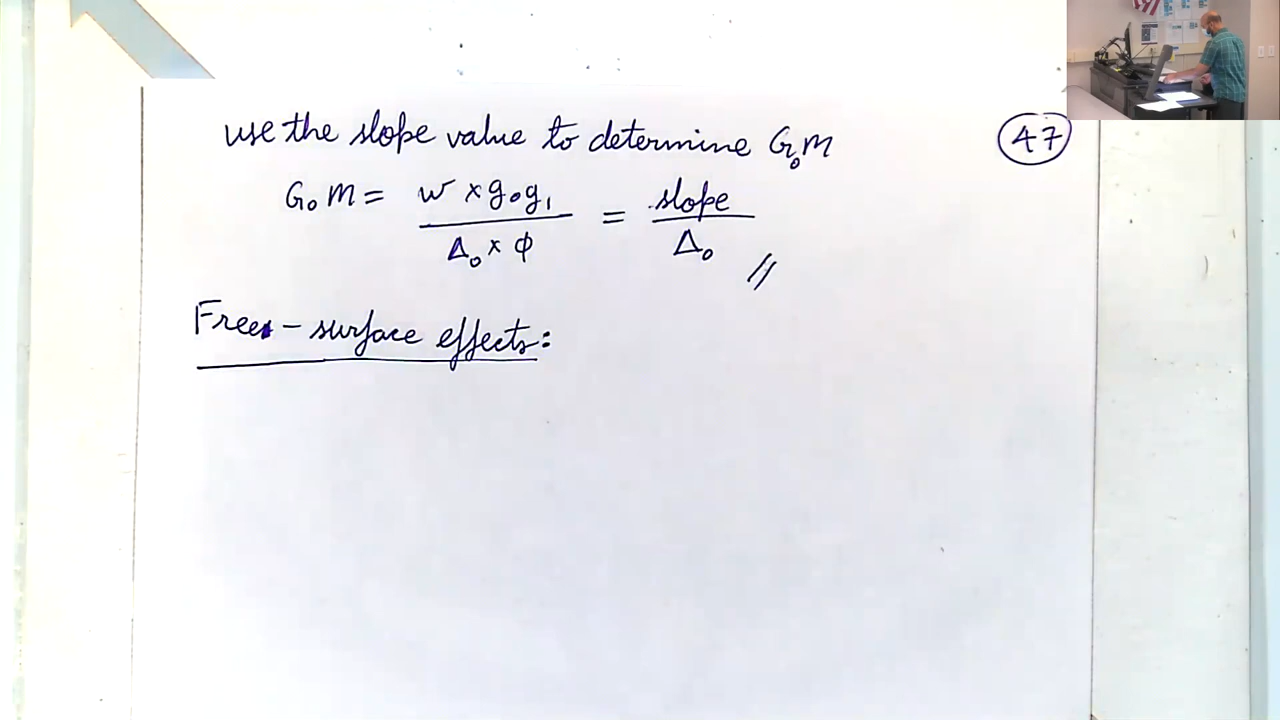 use the slope value to determine G₀M
47
G₀M = w × g₀g₁ / Δ₀ × φ = slope / Δ₀ //
Free - surface effects: